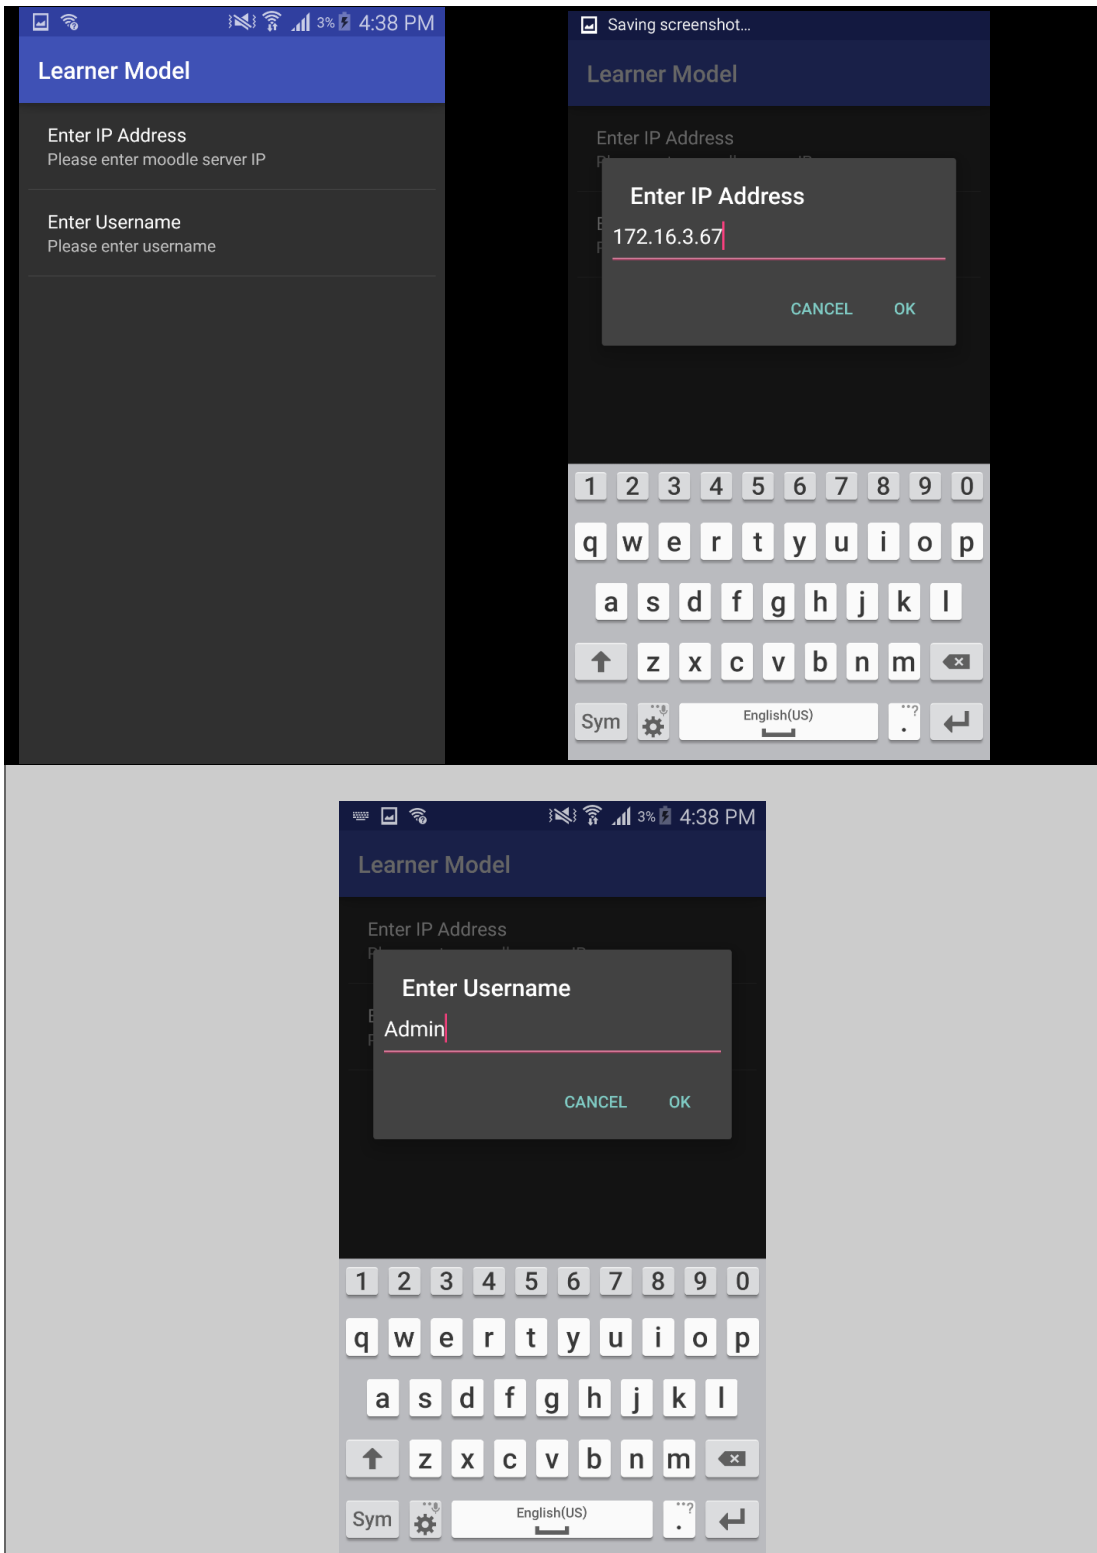 3% 4:38 PM
Learner Model
Enter IP Address
Please enter moodle server IP
Enter Username
Please enter username
Saving screenshot...
Learner Model
Enter IP Address
Enter IP Address
172.16.3.67
CANCEL OK
1 2 3 4 5 6 7 8 9 0
q w e r t y u i o p
a s d f g h j k l
z x c v b n m
Sym English(US) . ...?
3% 4:38 PM
Learner Model
Enter IP Address
Enter Username
Admin
CANCEL OK
1 2 3 4 5 6 7 8 9 0
q w e r t y u i o p
a s d f g h j k l
z x c v b n m
Sym English(US) . ...?